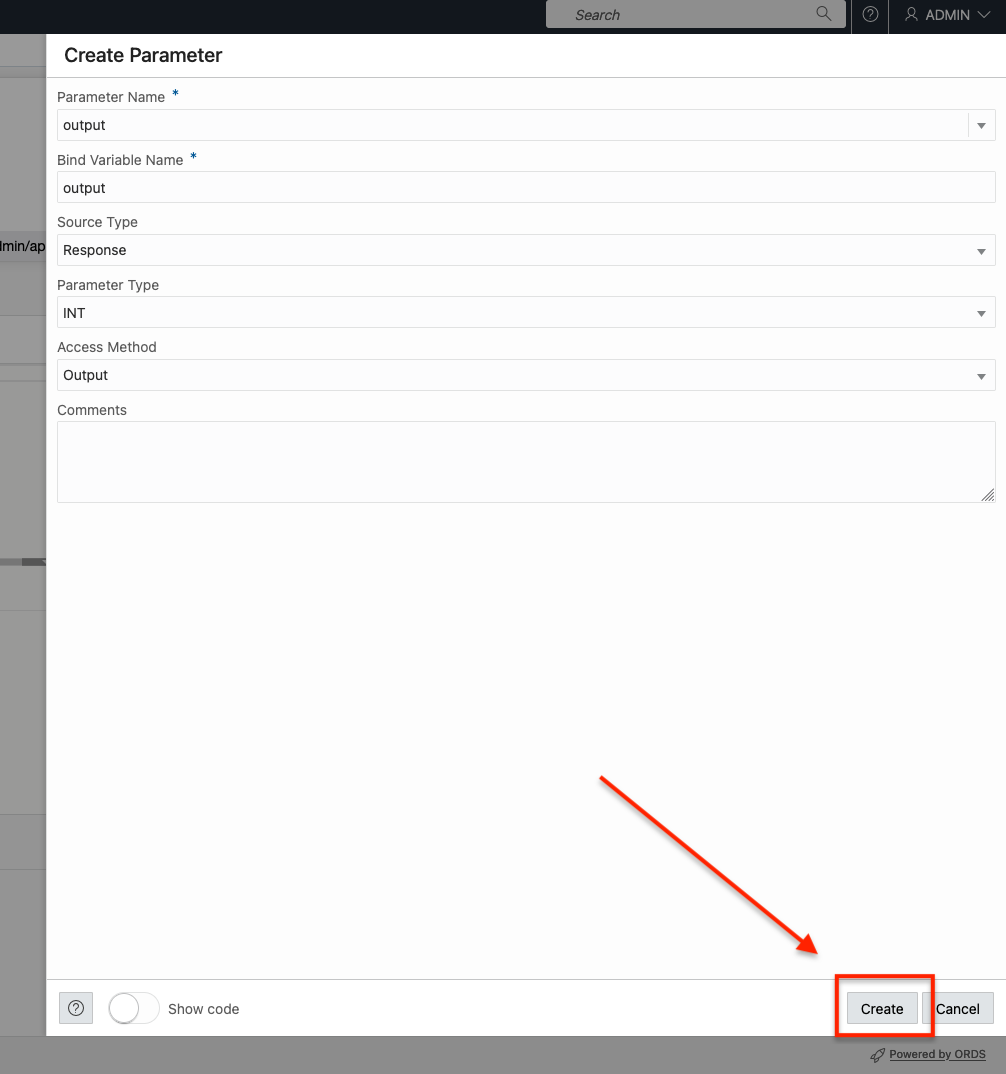 Search
ADMIN
Create Parameter
Parameter Name *
output
Bind Variable Name *
output
Source Type
min/ap
Response
Parameter Type
INT
Access Method
Output
Comments
Show code
Create
Cancel
Powered by ORDS